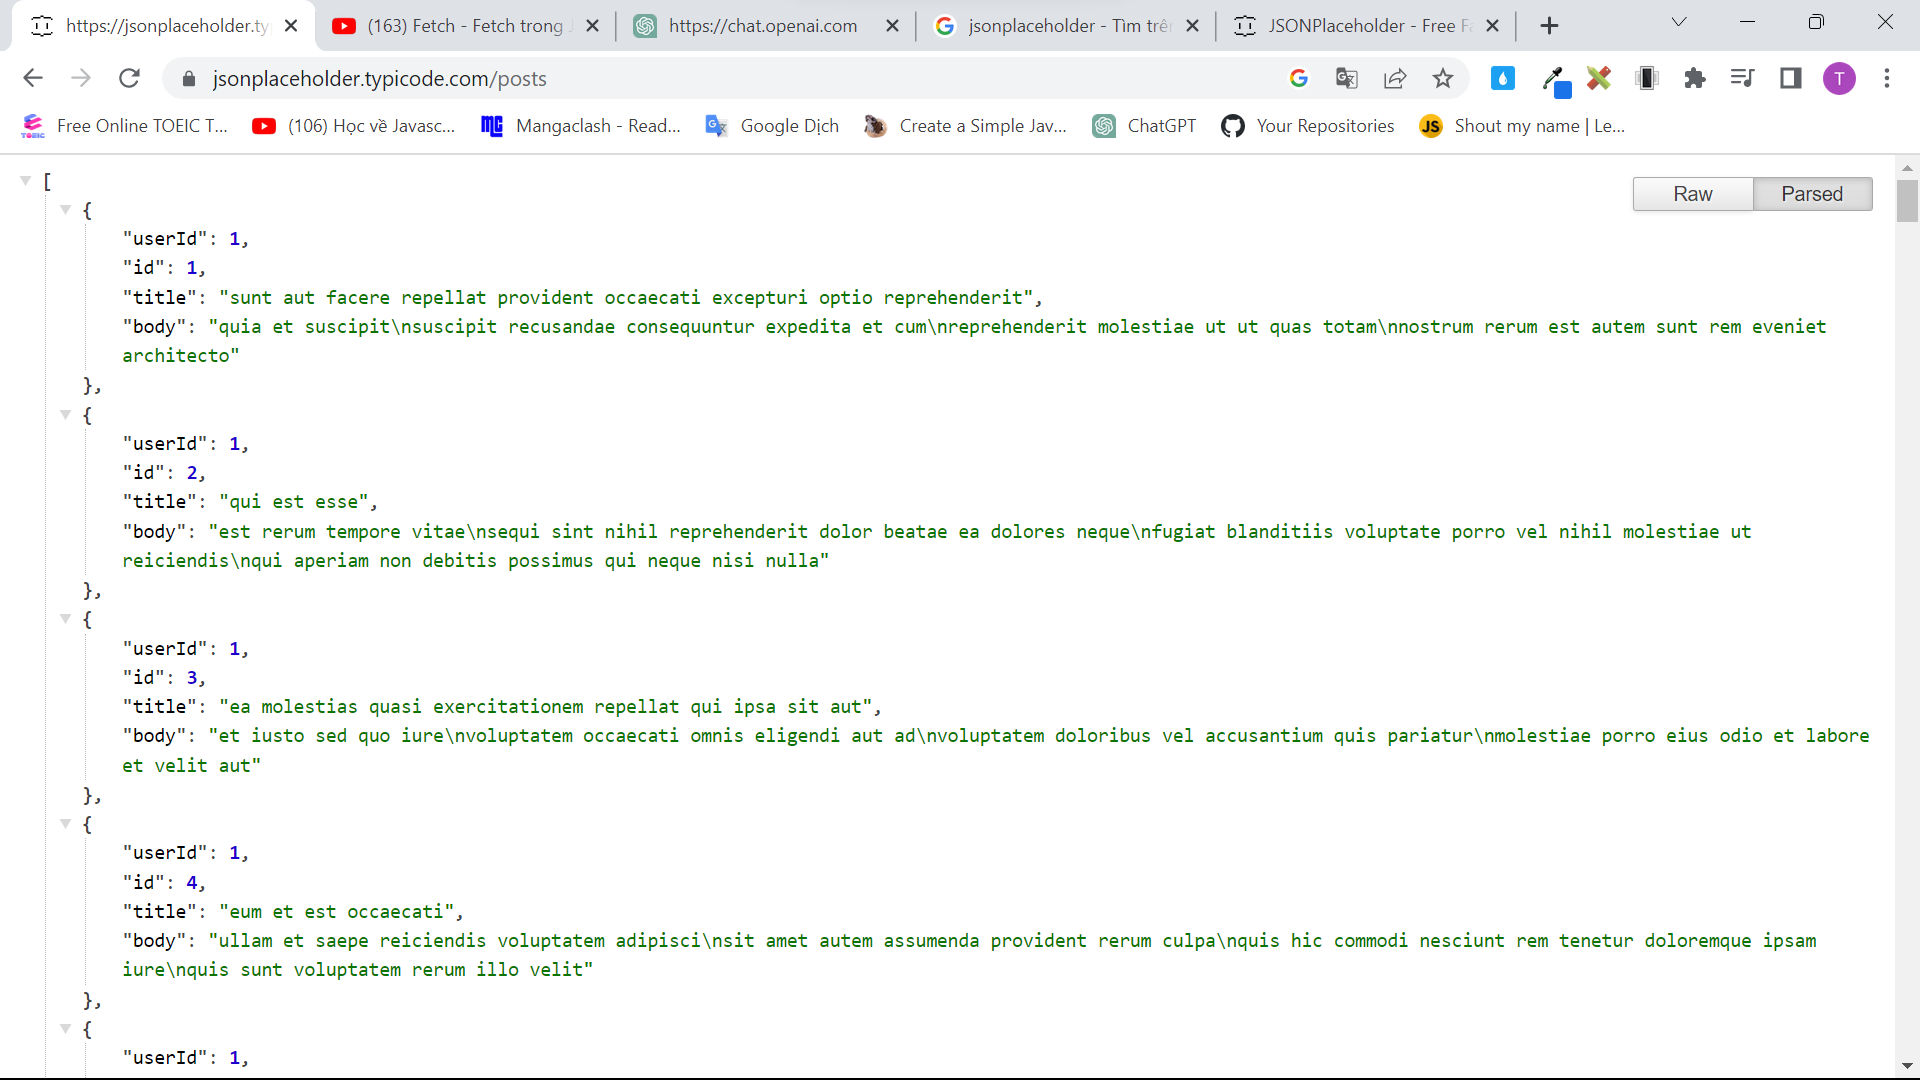 https://jsonplaceholder.ty
(163) Fetch - Fetch trong
https://chat.openai.com
jsonplaceholder - Tìm trên
JSONPlaceholder - Free Fa
jsonplaceholder.typicode.com/posts
T
TOEIC Free Online TOEIC T...
(106) Học về Javasc...
Mangaclash - Read...
Google Dịch
Create a Simple Jav...
ChatGPT
Your Repositories
JS Shout my name | Le...
Raw Parsed
[
{
"userId": 1,
"id": 1,
"title": "sunt aut facere repellat provident occaecati excepturi optio reprehenderit",
"body": "quia et suscipit\nsuscipit recusandae consequuntur expedita et cum\nreprehenderit molestiae ut ut quas totam\nnostrum rerum est autem sunt rem eveniet
architecto"
},
{
"userId": 1,
"id": 2,
"title": "qui est esse",
"body": "est rerum tempore vitae\nsequi sint nihil reprehenderit dolor beatae ea dolores neque\nfugiat blanditiis voluptate porro vel nihil molestiae ut
reiciendis\nqui aperiam non debitis possimus qui neque nisi nulla"
},
{
"userId": 1,
"id": 3,
"title": "ea molestias quasi exercitationem repellat qui ipsa sit aut",
"body": "et iusto sed quo iure\nvoluptatem occaecati omnis eligendi aut ad\nvoluptatem doloribus vel accusantium quis pariatur\nmolestiae porro eius odio et labore
et velit aut"
},
{
"userId": 1,
"id": 4,
"title": "eum et est occaecati",
"body": "ullam et saepe reiciendis voluptatem adipisci\nsit amet autem assumenda provident rerum culpa\nquis hic commodi nesciunt rem tenetur doloremque ipsam
iure\nquis sunt voluptatem rerum illo velit"
},
{
"userId": 1,